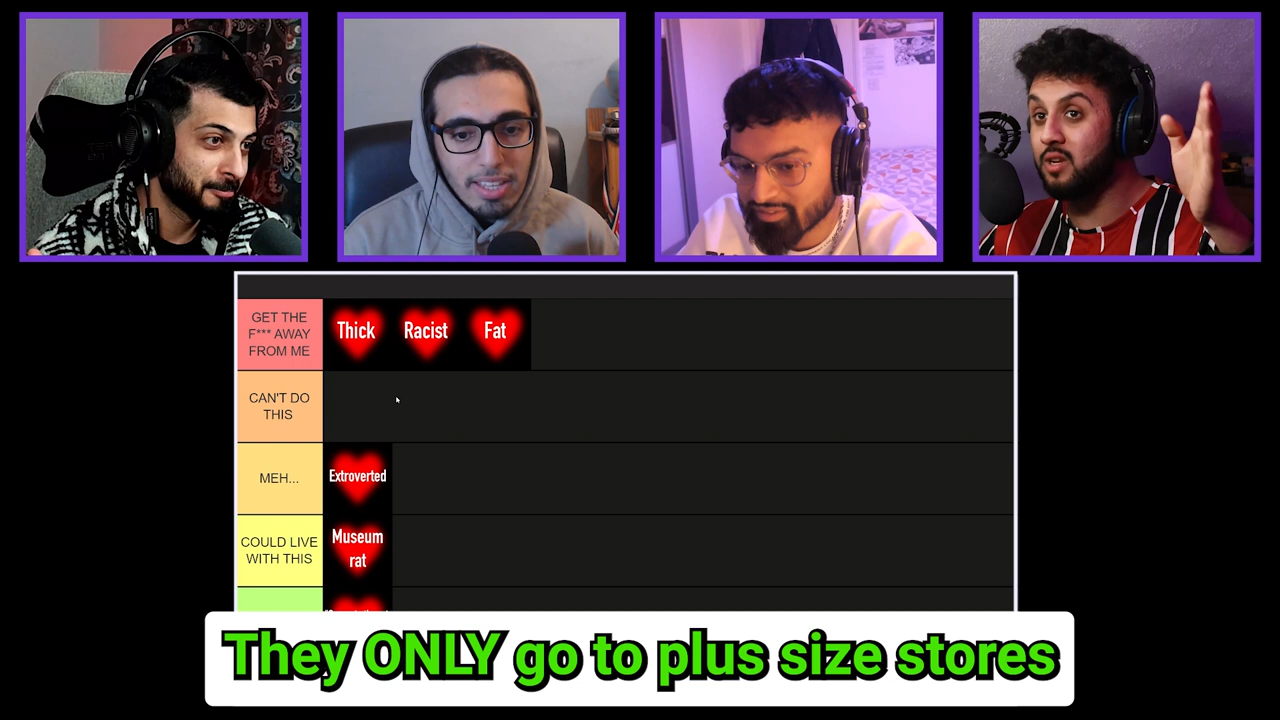 GET THE
F*** AWAY
FROM ME
Thick
Racist
Fat
CAN'T DO
THIS
MEH...
Extroverted
COULD LIVE
WITH THIS
Museum
rat
They ONLY go to plus size stores